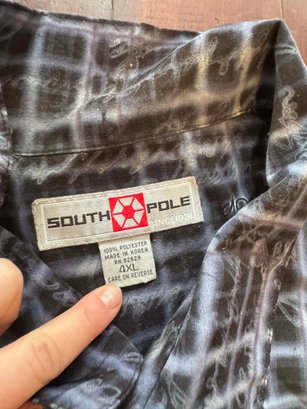 SOUTH POLE
SINCE 1991
100% POLYESTER
MADE IN KOREA
RN 82628
4XL
CARE ON REVERSE